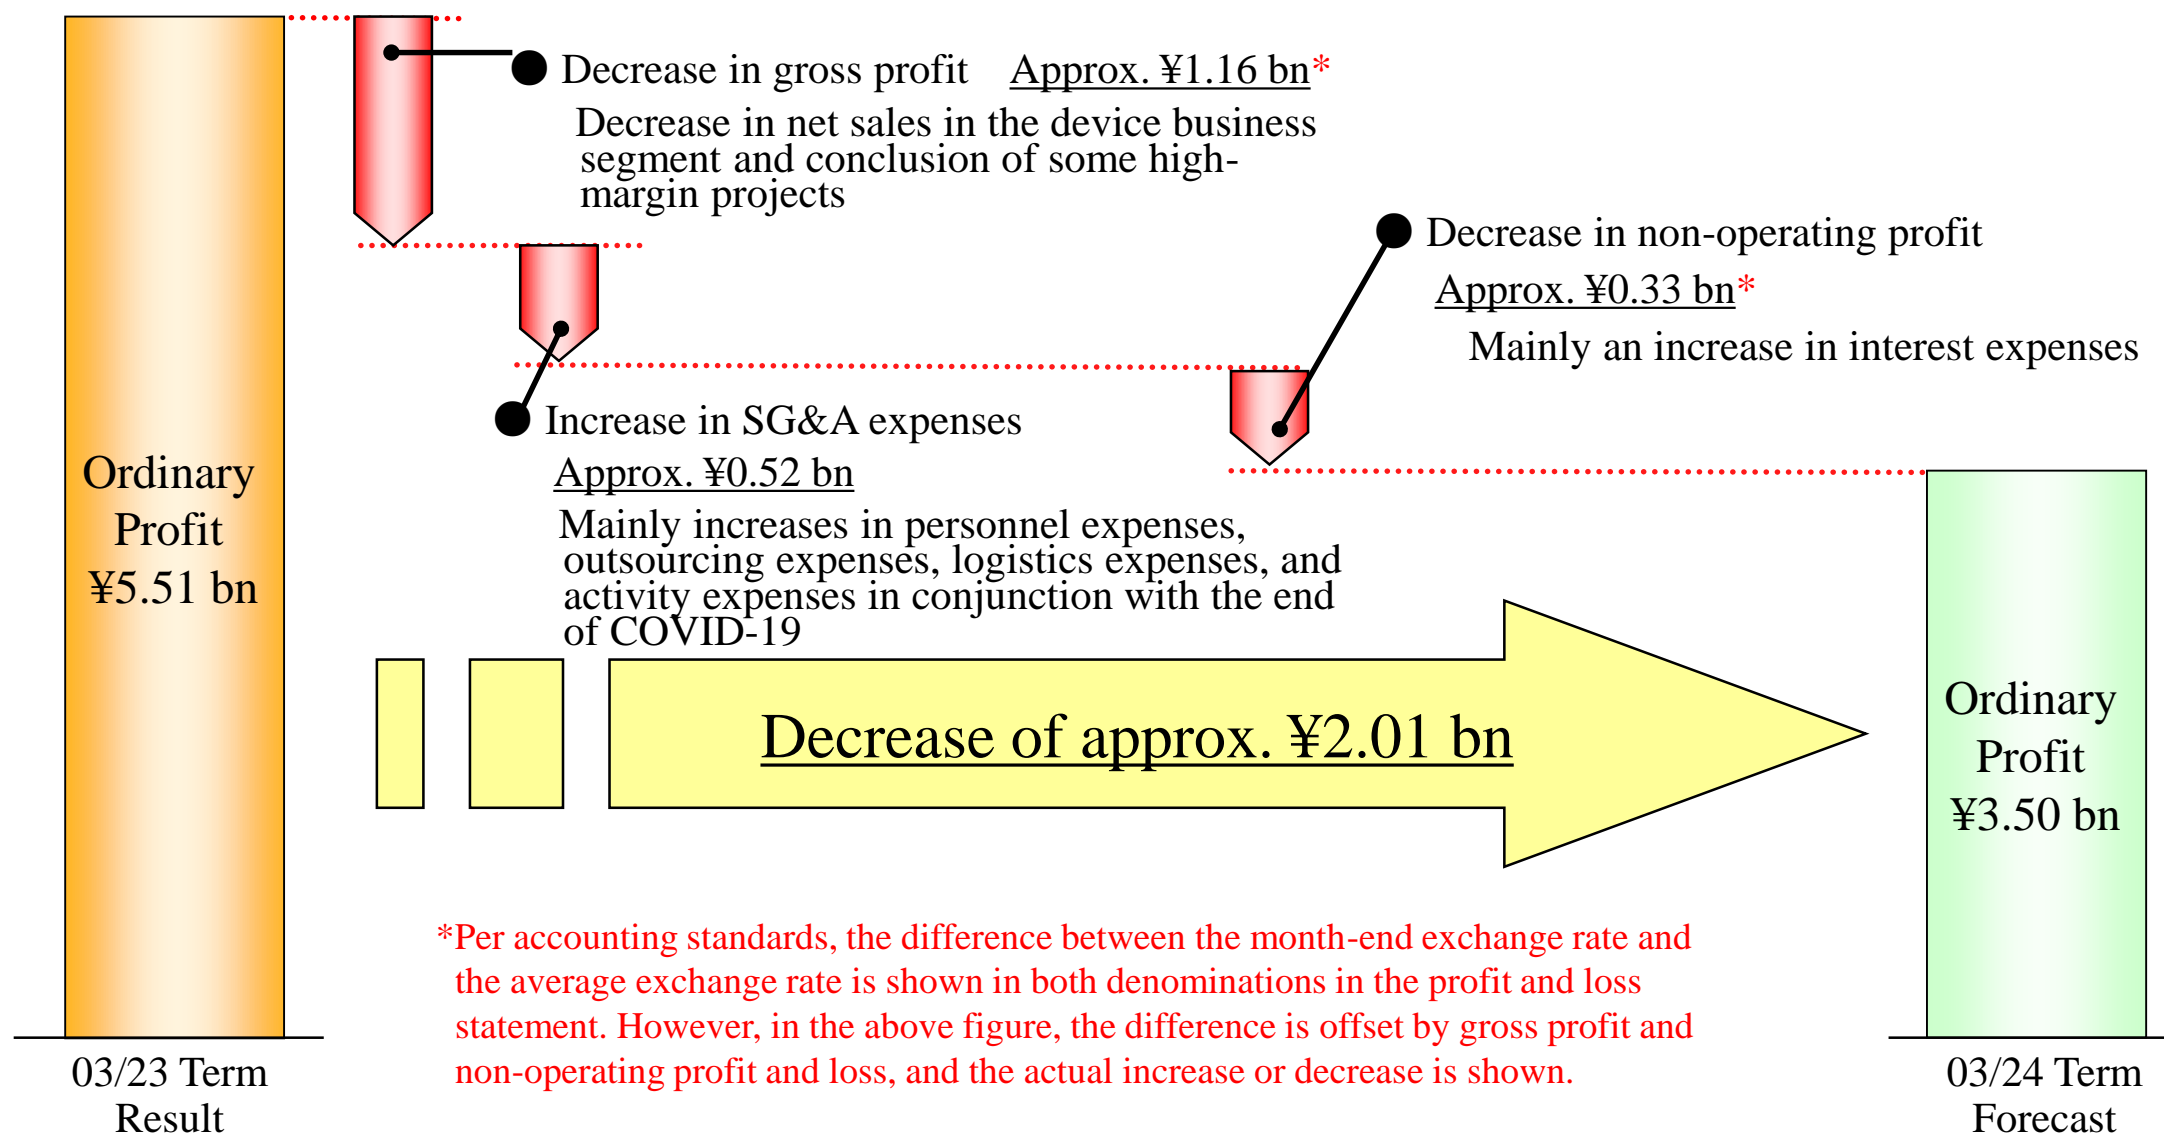 Decrease in gross profit Approx. ¥1.16 bn*
Decrease in net sales in the device business
segment and conclusion of some high-
margin projects
Decrease in non-operating profit
Approx. ¥0.33 bn*
Mainly an increase in interest expenses
Increase in SG&A expenses
Approx. ¥0.52 bn
Mainly increases in personnel expenses,
outsourcing expenses, logistics expenses, and
activity expenses in conjunction with the end
of COVID-19
Ordinary
Profit
¥5.51 bn
Decrease of approx. ¥2.01 bn
Ordinary
Profit
¥3.50 bn
*Per accounting standards, the difference between the month-end exchange rate and
the average exchange rate is shown in both denominations in the profit and loss
statement. However, in the above figure, the difference is offset by gross profit and
non-operating profit and loss, and the actual increase or decrease is shown.
03/23 Term
Result
03/24 Term
Forecast